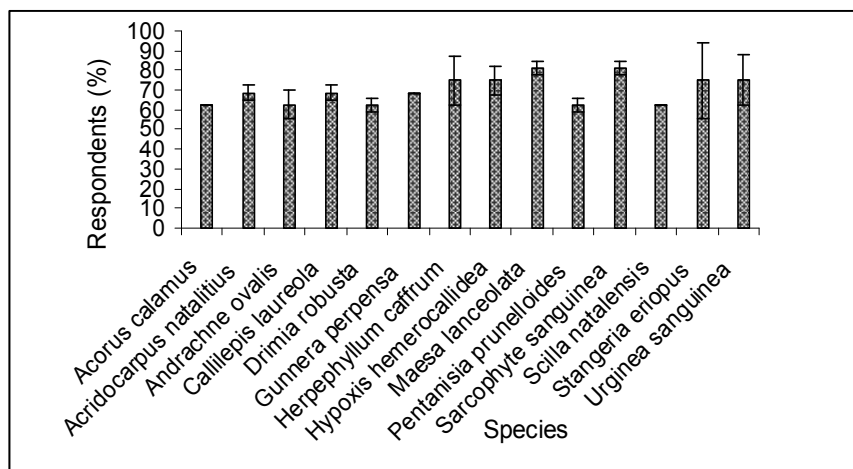 Respondents (%)
100
90
80
70
60
50
40
30
20
10
0
Acorus calamus
Acridocarpus natalitius
Andrachne ovalis
Callilepis laureola
Drimia robusta
Gunnera perpensa
Herpephyllum caffrum
Hypoxis hemerocallidea
Maesa lanceolata
Pentanisia prunelloides
Sarcophyte sanguinea
Scilla natalensis
Stangeria eriopus
Urginea sanguinea
Species